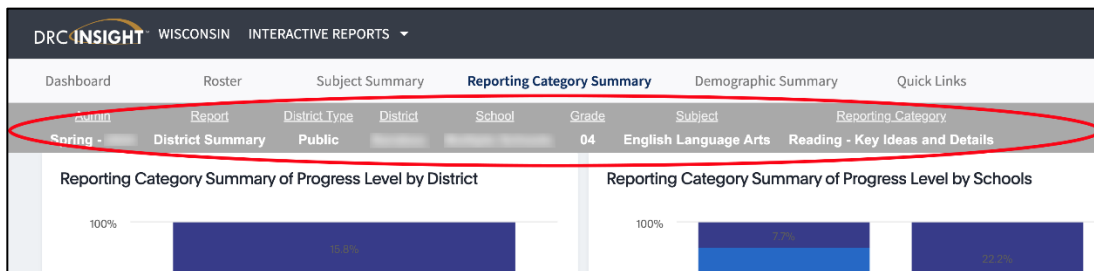 DRC INSIGHT WISCONSIN INTERACTIVE REPORTS
Dashboard Roster Subject Summary Reporting Category Summary Demographic Summary Quick Links
Admin Report District Type District School Grade Subject Reporting Category
Spring - District Summary Public 04 English Language Arts Reading - Key Ideas and Details
Reporting Category Summary of Progress Level by District Reporting Category Summary of Progress Level by Schools
100% 100%
15.8% 7.7% 22.2%